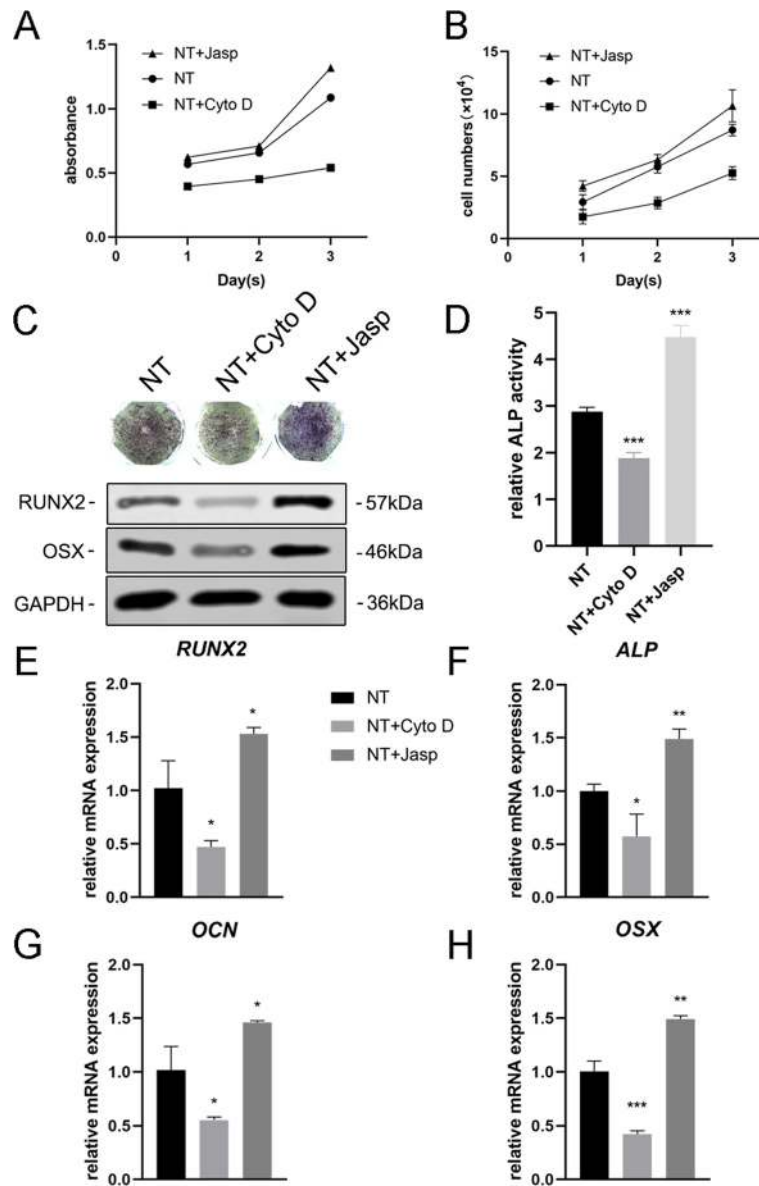 A
absorbance
1.5
1.0
0.5
0.0
NT+Jasp
NT
NT+Cyto D
0 1 2 3
Day(s)
B
cell numbers (×10⁴)
15
10
5
0
NT+Jasp
NT
NT+Cyto D
0 1 2 3
Day(s)
C
NT NT+Cyto D NT+Jasp
RUNX2 - - 57kDa
OSX - - 46kDa
GAPDH - - 36kDa
D
relative ALP activity
5
4
3
2
1
0
***
***
NT NT+Cyto D NT+Jasp
E
RUNX2
relative mRNA expression
2.0
1.5
1.0
0.5
0.0
*
*
NT
NT+Cyto D
NT+Jasp
F
ALP
relative mRNA expression
2.0
1.5
1.0
0.5
0.0
*
**
G
OCN
relative mRNA expression
2.0
1.5
1.0
0.5
0.0
*
*
H
OSX
relative mRNA expression
2.0
1.5
1.0
0.5
0.0
***
**